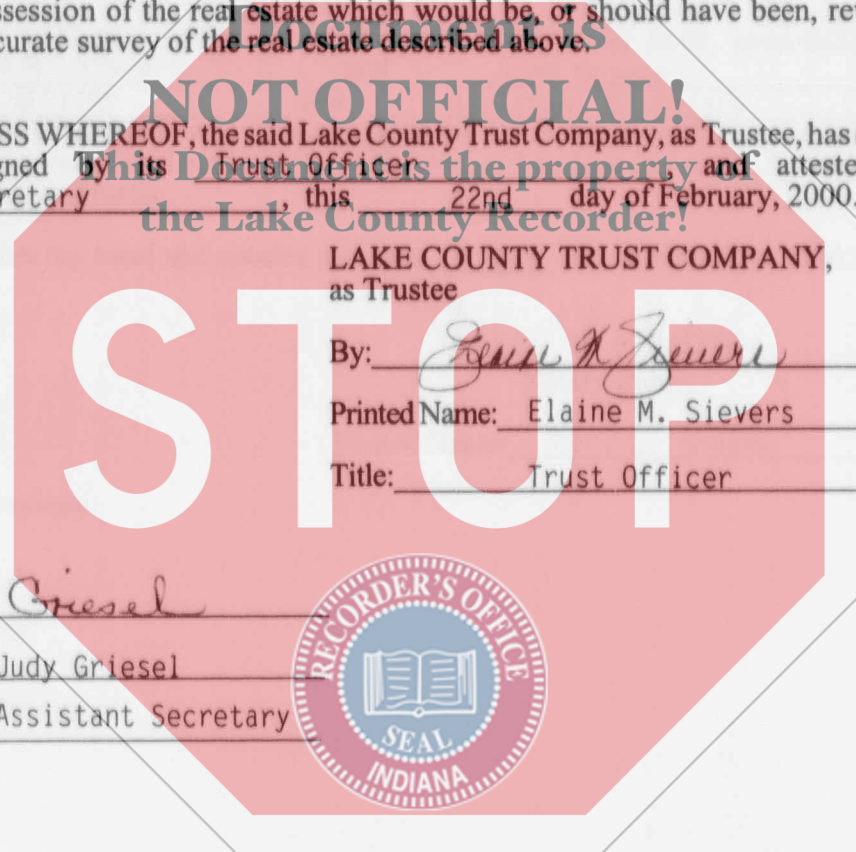 ssession of the real estate which would be, or should have been, rev
curate survey of the real estate described above.
Document is
NOT OFFICIAL!
This Document is the property of
the Lake County Recorder!
SS WHEREOF, the said Lake County Trust Company, as Trustee, has
gned by its Trust Officer, and atteste
retary, this 22nd day of February, 2000.
LAKE COUNTY TRUST COMPANY,
as Trustee
STOP
By: Elaine M. Sievers
Printed Name: Elaine M. Sievers
Title: Trust Officer
Griesel
Judy Griesel
Assistant Secretary
RECORDER'S OFFICE
SEAL
INDIANA